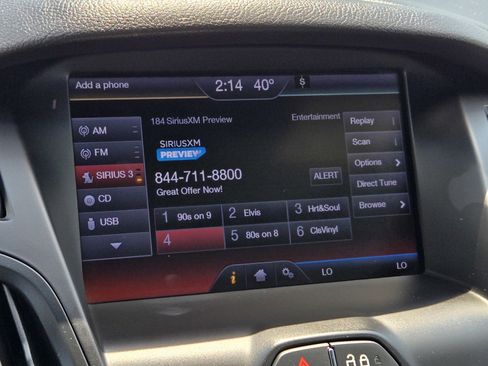 Add a phone
2:14 40°
$
AM
FM
SIRIUS 3
CD
USB
184 SiriusXM Preview
Entertainment
SIRIUSXM
PREVIEW
844-711-8800
Great Offer Now!
ALERT
1 90s on 9
2 Elvis
3 Hrt&Soul
4
5 80s on 8
6 ClsVinyl
Replay
Scan
Options >
Direct Tune
Browse >
i
LO
LO